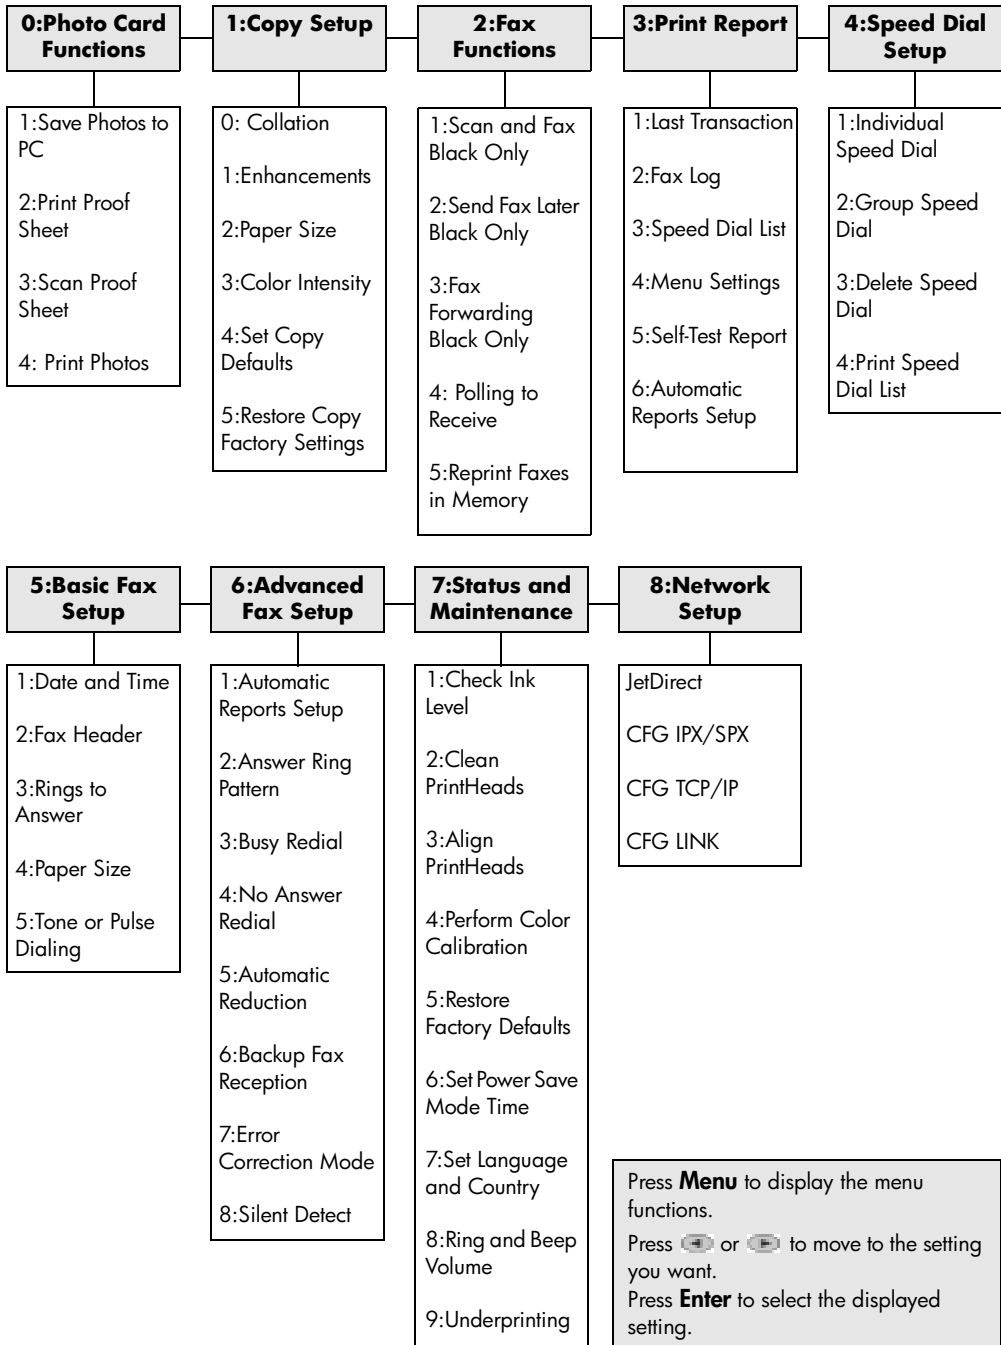 0:Photo Card
Functions
1:Save Photos to
PC
2:Print Proof
Sheet
3:Scan Proof
Sheet
4: Print Photos
1:Copy Setup
0: Collation
1:Enhancements
2:Paper Size
3:Color Intensity
4:Set Copy
Defaults
5:Restore Copy
Factory Settings
2:Fax
Functions
1:Scan and Fax
Black Only
2:Send Fax Later
Black Only
3:Fax
Forwarding
Black Only
4: Polling to
Receive
5:Reprint Faxes
in Memory
3:Print Report
1:Last Transaction
2:Fax Log
3:Speed Dial List
4:Menu Settings
5:Self-Test Report
6:Automatic
Reports Setup
4:Speed Dial
Setup
1:Individual
Speed Dial
2:Group Speed
Dial
3:Delete Speed
Dial
4:Print Speed
Dial List
5:Basic Fax
Setup
1:Date and Time
2:Fax Header
3:Rings to
Answer
4:Paper Size
5:Tone or Pulse
Dialing
6:Advanced
Fax Setup
1:Automatic
Reports Setup
2:Answer Ring
Pattern
3:Busy Redial
4:No Answer
Redial
5:Automatic
Reduction
6:Backup Fax
Reception
7:Error
Correction Mode
8:Silent Detect
7:Status and
Maintenance
1:Check Ink
Level
2:Clean
PrintHeads
3:Align
PrintHeads
4:Perform Color
Calibration
5:Restore
Factory Defaults
6:Set Power Save
Mode Time
7:Set Language
and Country
8:Ring and Beep
Volume
9:Underprinting
8:Network
Setup
JetDirect
CFG IPX/SPX
CFG TCP/IP
CFG LINK
Press Menu to display the menu
functions.
Press or to move to the setting
you want.
Press Enter to select the displayed
setting.